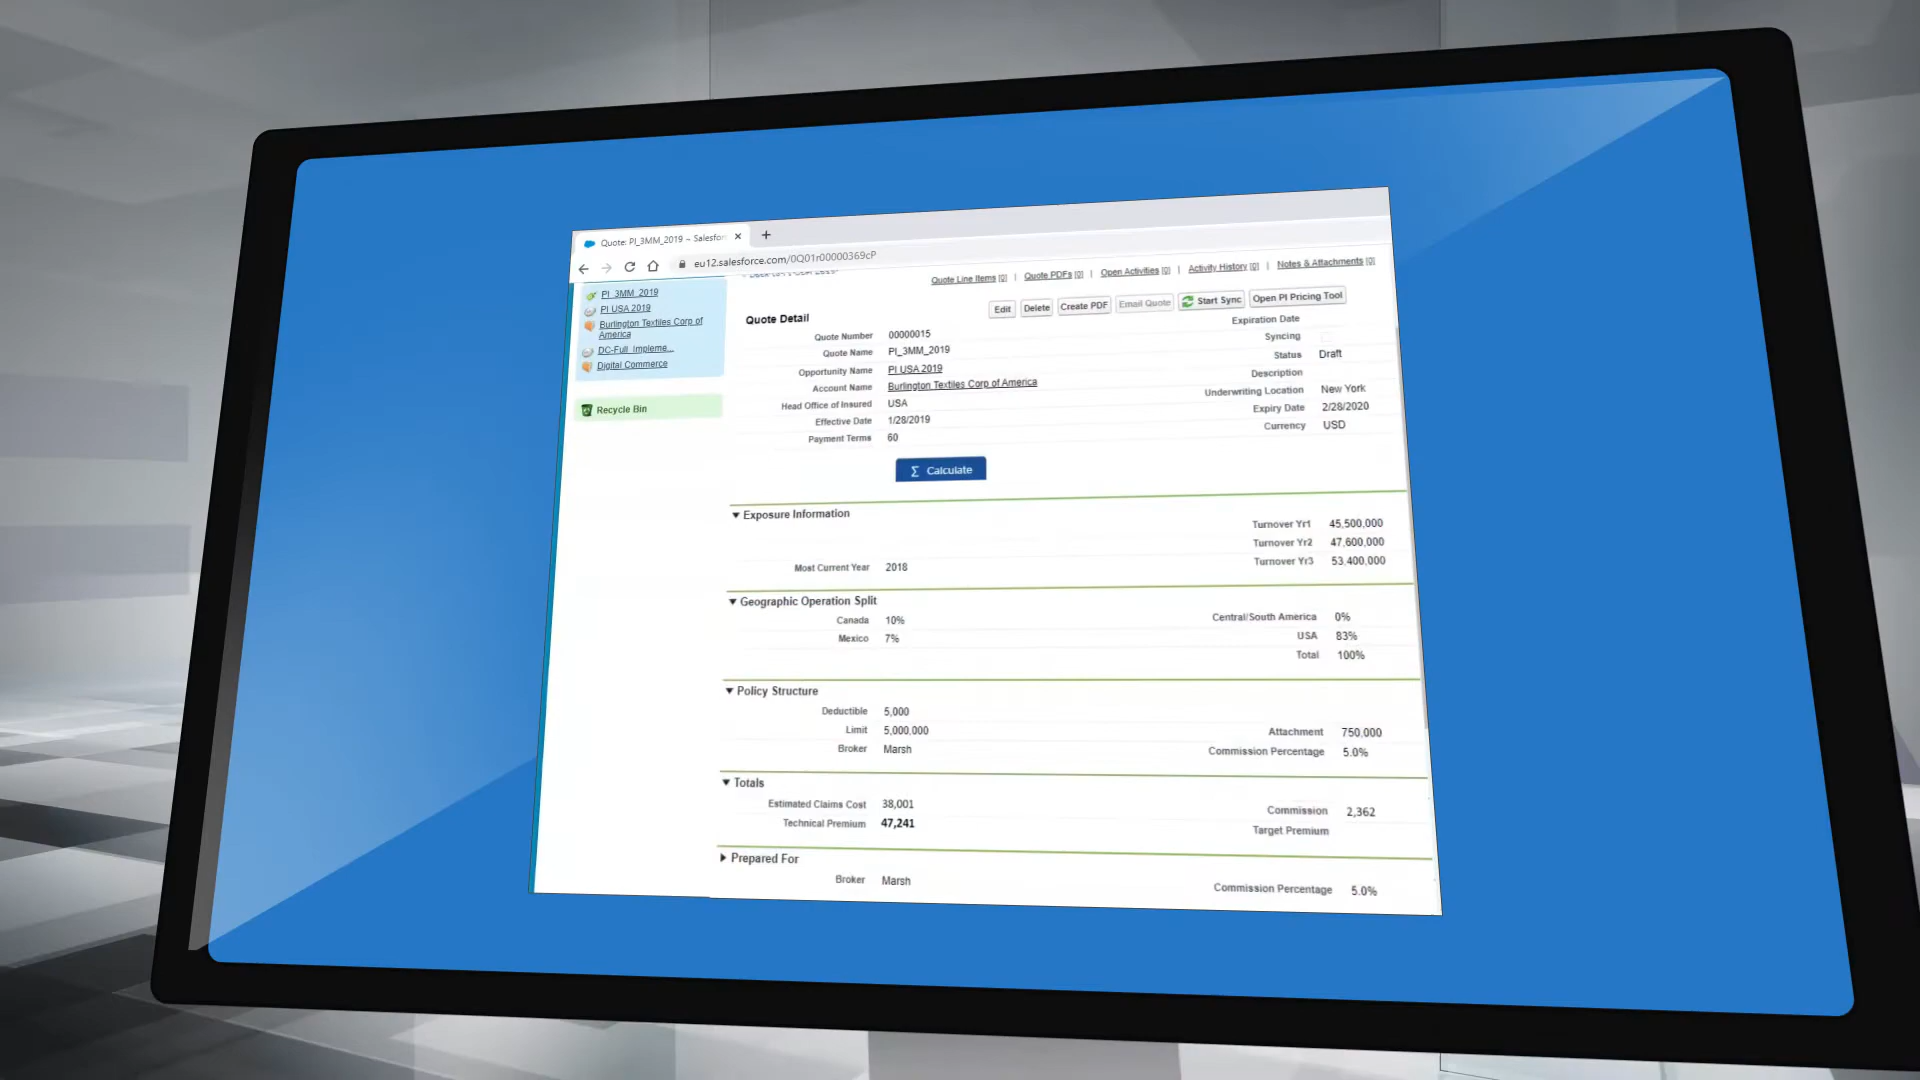 Quote: PI_3MM_2019 ~ Salesfor
eu12.salesforce.com/0Q01r00000369cP
Quote Line Items [0] | Quote PDFs [0] | Open Activities [0] | Activity History [0] | Notes & Attachments [0]
PI_3MM_2019
PI USA 2019
Burlington Textiles Corp of
America
DC-Full_Impleme...
Digital Commerce
Recycle Bin
Quote Detail
Edit Delete Create PDF Email Quote Start Sync Open PI Pricing Tool
Quote Number 00000015
Expiration Date
Quote Name PI_3MM_2019
Syncing
Opportunity Name PI USA 2019
Status Draft
Account Name Burlington Textiles Corp of America
Description
Head Office of Insured USA
Underwriting Location New York
Effective Date 1/28/2019
Expiry Date 2/28/2020
Payment Terms 60
Currency USD
Σ Calculate
Exposure Information
Turnover Yr1 45,500,000
Turnover Yr2 47,600,000
Most Current Year 2018
Turnover Yr3 53,400,000
Geographic Operation Split
Canada 10%
Central/South America 0%
Mexico 7%
USA 83%
Total 100%
Policy Structure
Deductible 5,000
Limit 5,000,000
Attachment 750,000
Broker Marsh
Commission Percentage 5.0%
Totals
Estimated Claims Cost 38,001
Commission 2,362
Technical Premium 47,241
Target Premium
Prepared For
Broker Marsh
Commission Percentage 5.0%